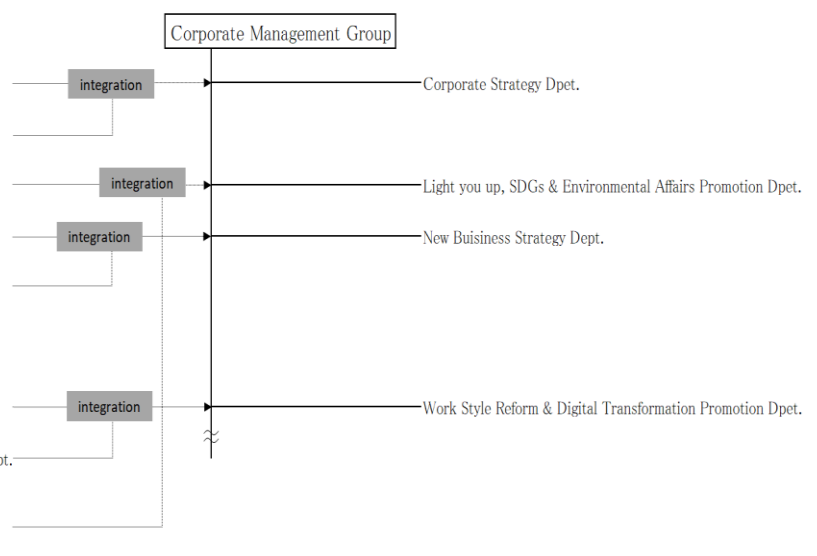 Corporate Management Group
integration
Corporate Strategy Dpet.
integration
Light you up, SDGs & Environmental Affairs Promotion Dpet.
integration
New Buisiness Strategy Dept.
integration
Work Style Reform & Digital Transformation Promotion Dpet.